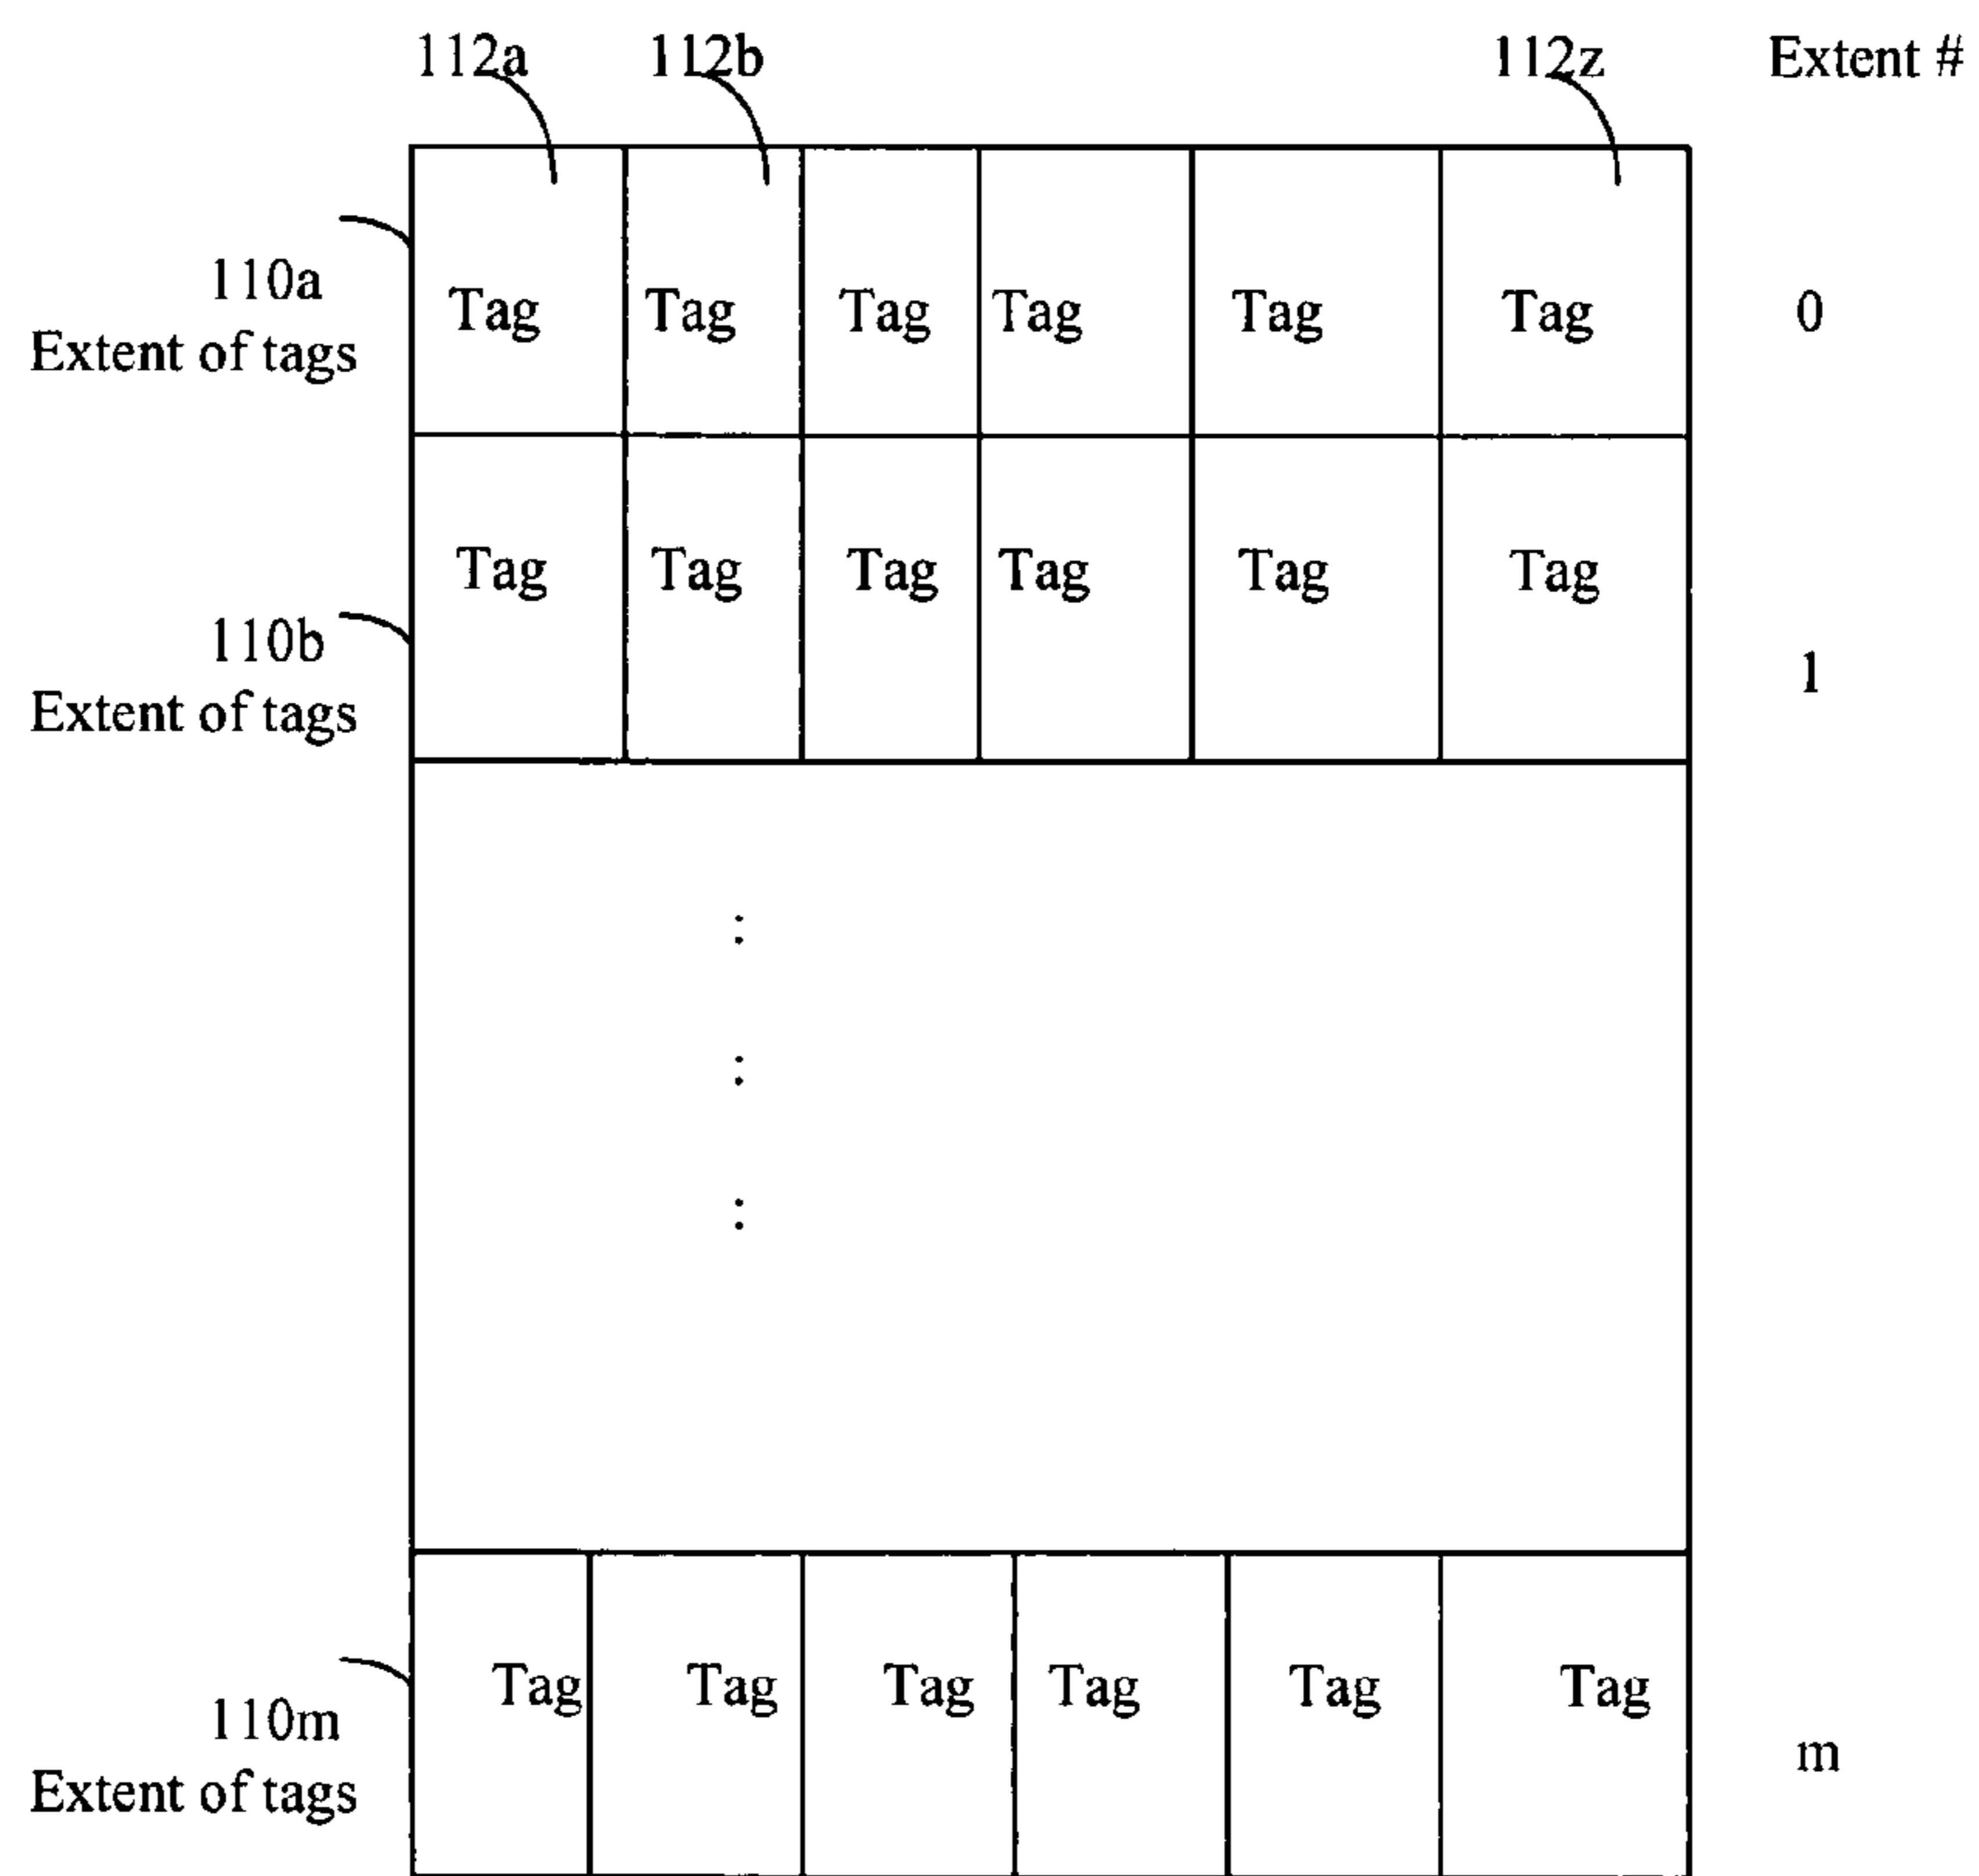 112a 112b 112z Extent #
110a
Extent of tags
Tag Tag Tag Tag Tag Tag 0
Tag Tag Tag Tag Tag Tag
110b
Extent of tags
1
:
:
:
Tag Tag Tag Tag Tag Tag
110m
Extent of tags
m